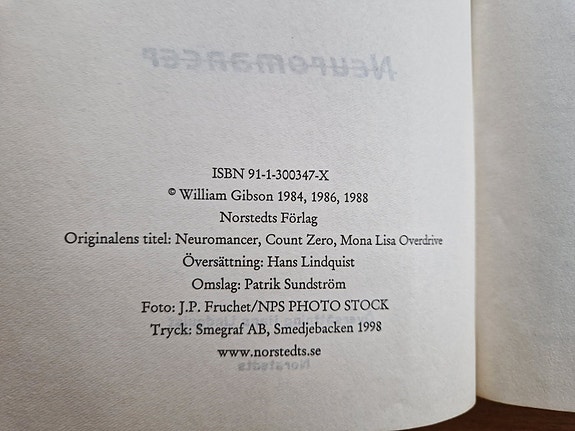 Neuromancer
ISBN 91-1-300347-X
© William Gibson 1984, 1986, 1988
Norstedts Förlag
Originalens titel: Neuromancer, Count Zero, Mona Lisa Overdrive
Översättning: Hans Lindquist
Omslag: Patrik Sundström
Foto: J.P. Fruchet/NPS PHOTO STOCK
Tryck: Smegraf AB, Smedjebacken 1998
www.norstedts.se
Norstedts